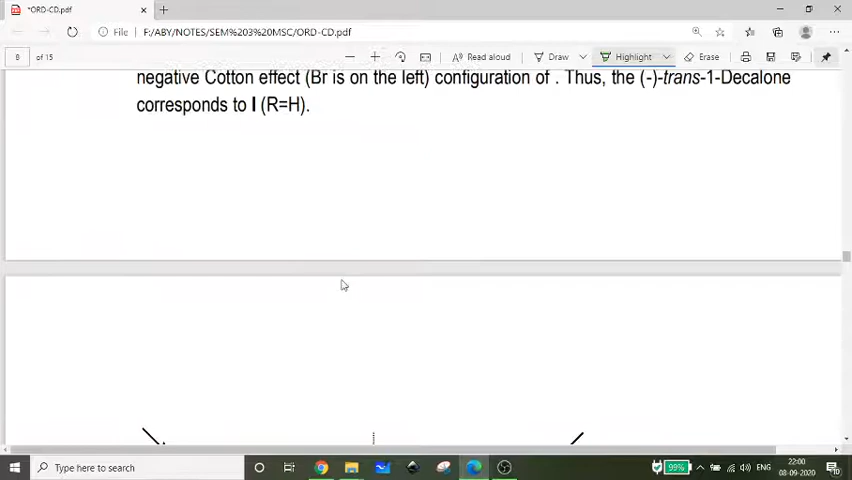 *ORD-CD.pdf
File F:/ABY/NOTES/SEM%203%20MSC/ORD-CD.pdf
8 of 15 Read aloud Draw Highlight Erase
negative Cotton effect (Br is on the left) configuration of . Thus, the (-)-trans-1-Decalone
corresponds to I (R=H).
Type here to search 99% ENG 22:00
08-09-2020